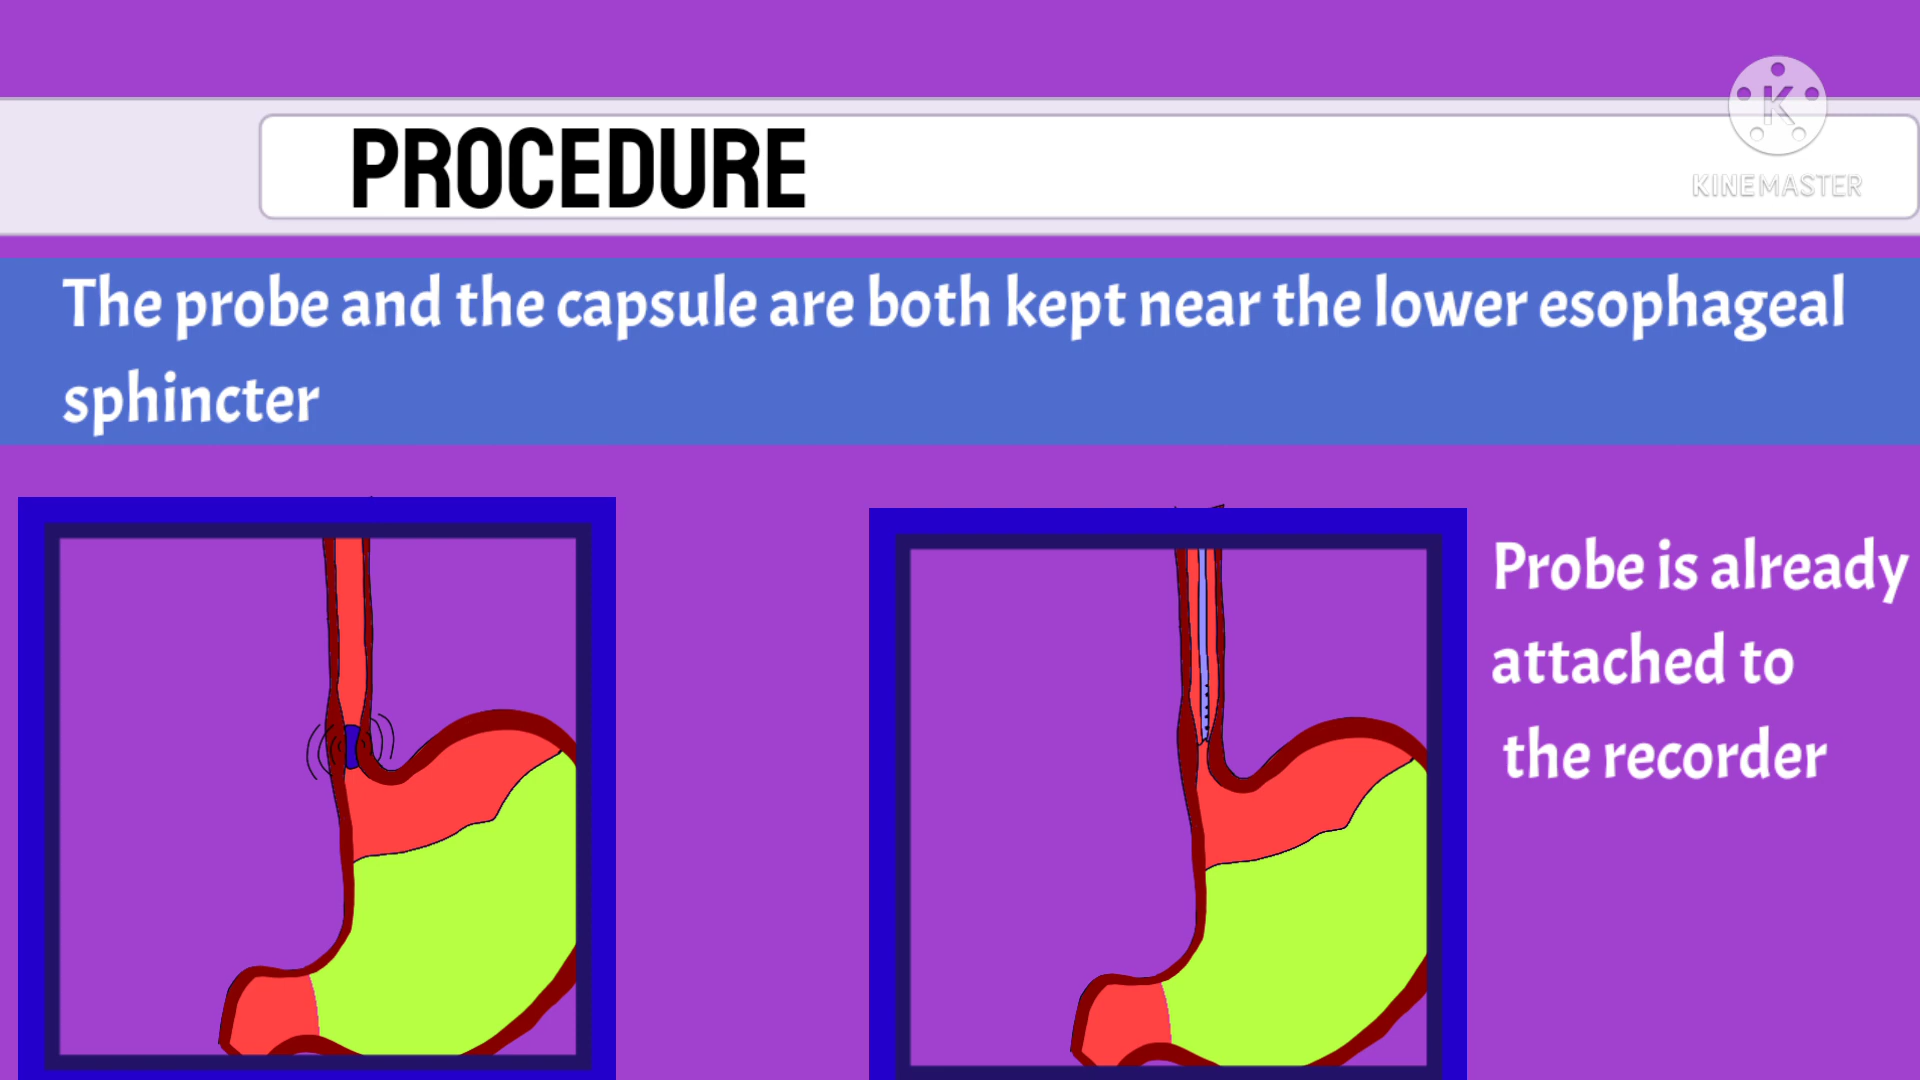 PROCEDURE
K
KINEMASTER
The probe and the capsule are both kept near the lower esophageal
sphincter
Probe is already
attached to
the recorder